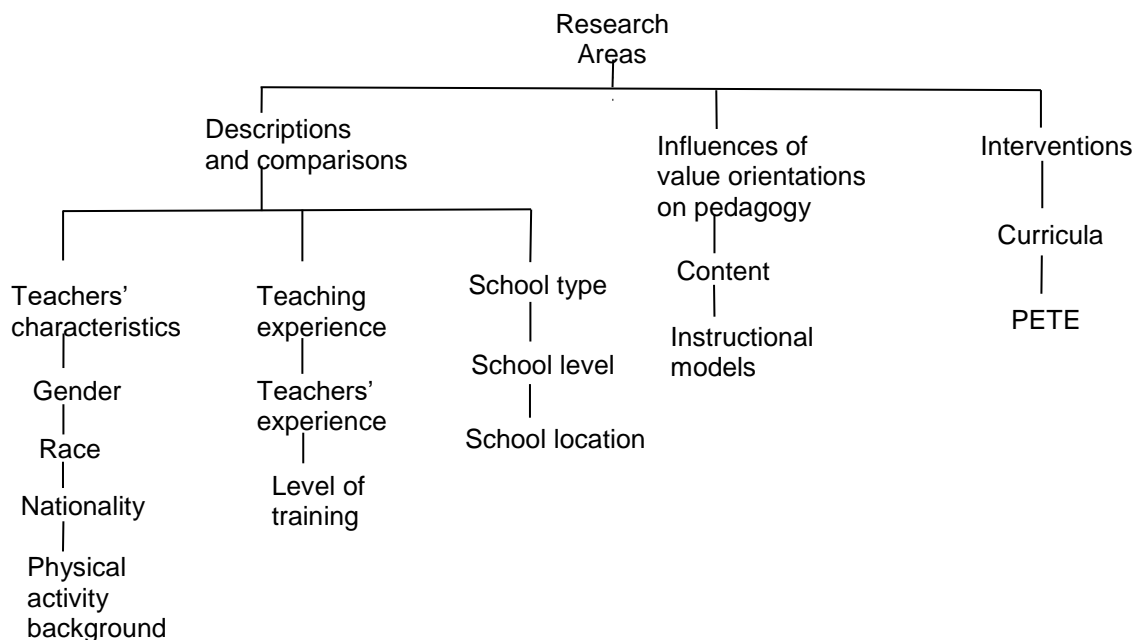 Research
Areas
Descriptions
and comparisons
Influences of
value orientations
on pedagogy
Interventions
Teachers’
characteristics
Gender
Race
Nationality
Physical
activity
background
Teaching
experience
Teachers’
experience
Level of
training
School type
School level
School location
Content
Instructional
models
Curricula
PETE